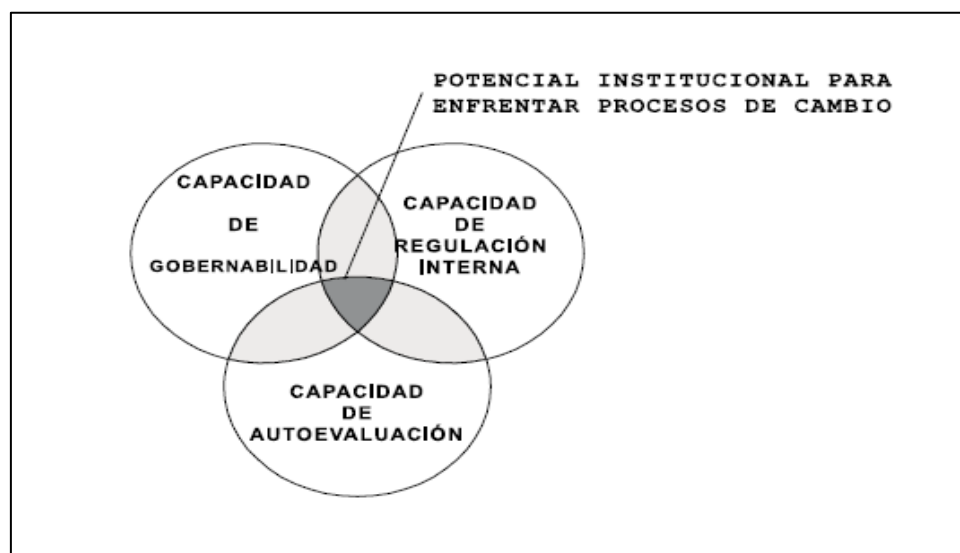 POTENCIAL INSTITUCIONAL PARA
ENFRENTAR PROCESOS DE CAMBIO
CAPACIDAD
DE
GOBERNABILIDAD
CAPACIDAD
DE
REGULACIÓN
INTERNA
CAPACIDAD
DE
AUTOEVALUACIÓN